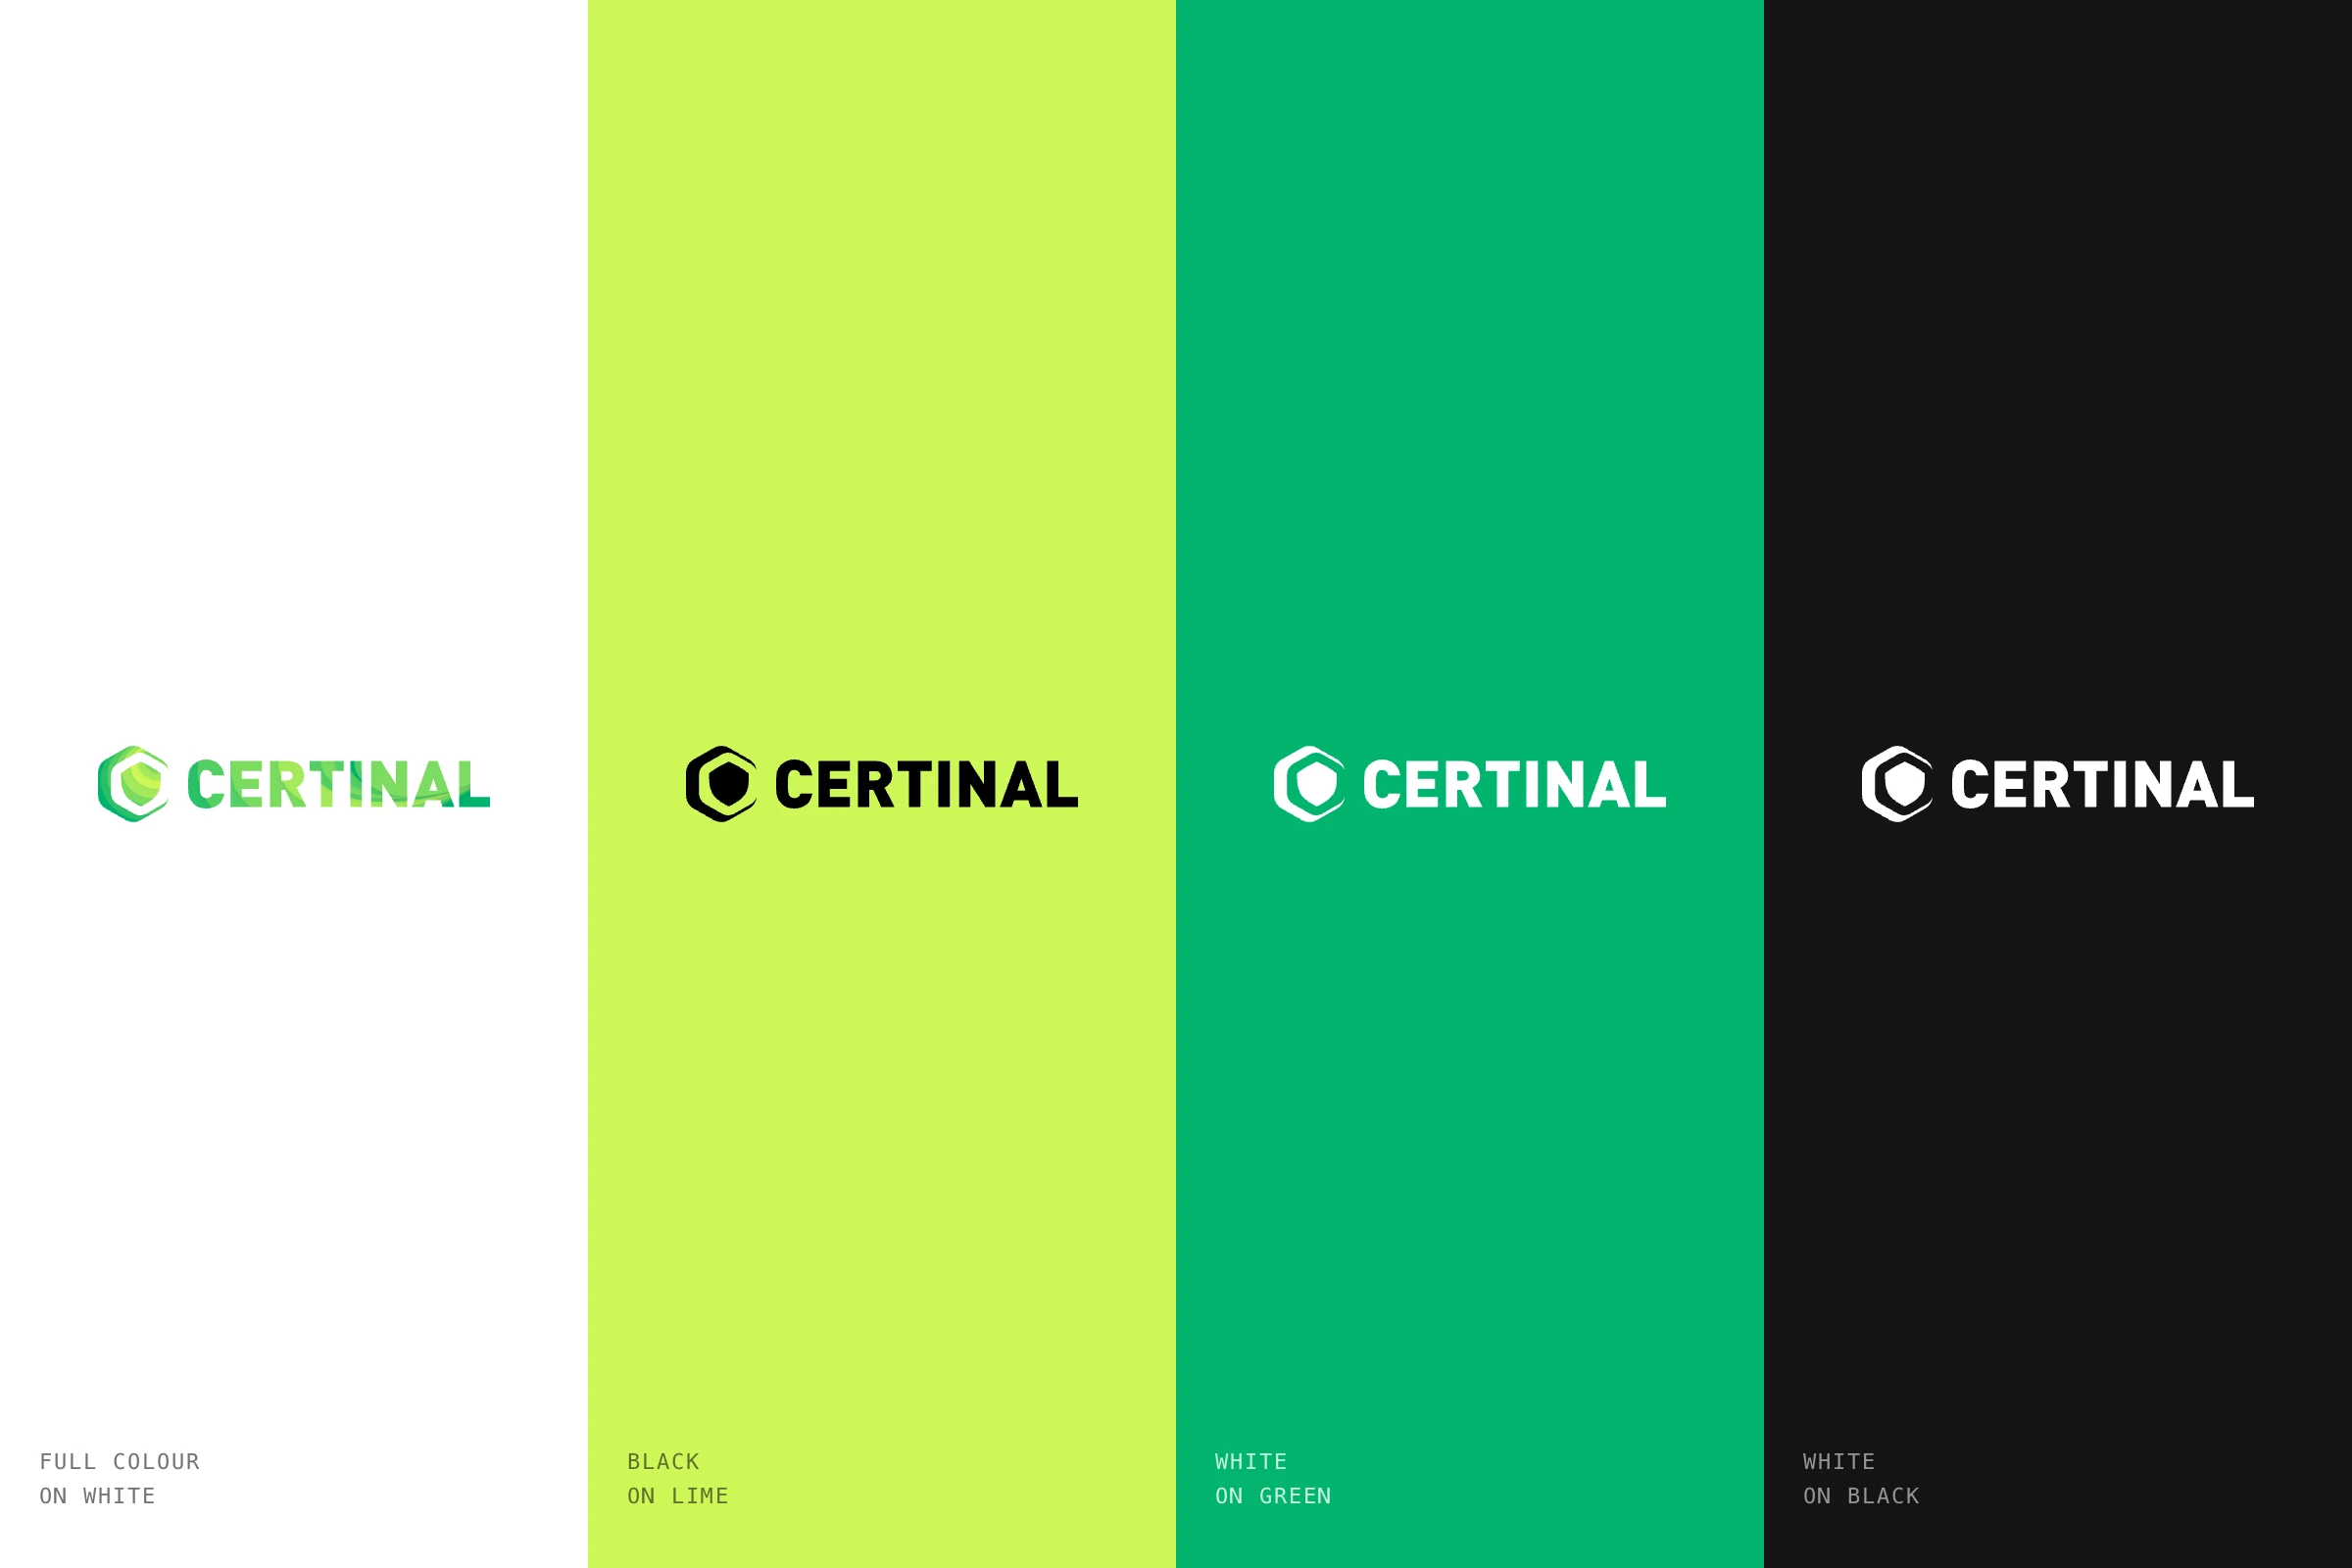 CERTINAL
FULL COLOUR
ON WHITE
CERTINAL
BLACK
ON LIME
CERTINAL
WHITE
ON GREEN
CERTINAL
WHITE
ON BLACK